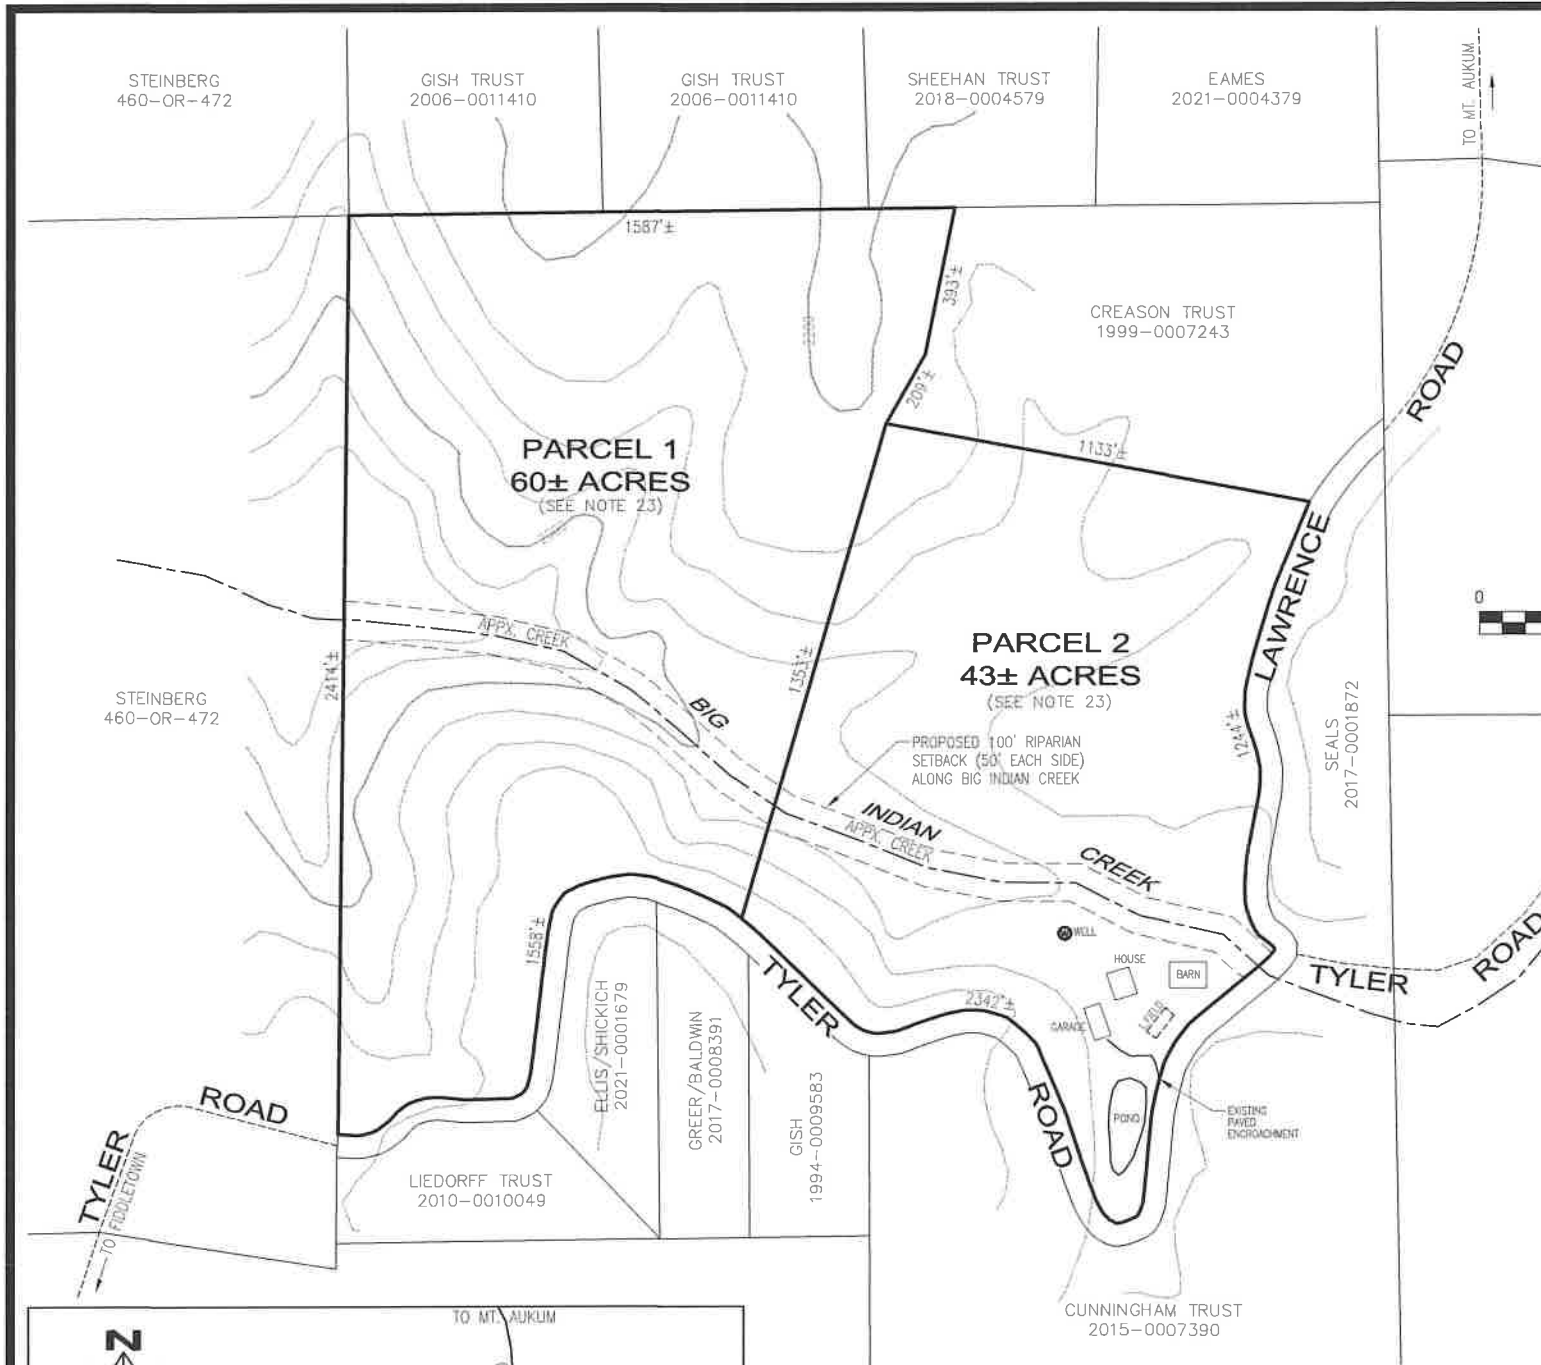 STEINBERG
460-OR-472
GISH TRUST
2006-0011410
GISH TRUST
2006-0011410
SHEEHAN TRUST
2018-0004579
EAMES
2021-0004379
TO MT. AUKUM
1587'±
393'±
209'±
2200
CREASON TRUST
1999-0007243
ROAD
PARCEL 1
60± ACRES
(SEE NOTE 23)
1133'±
LAWRENCE
0
APPX. CREEK
2414'±
1353'±
PARCEL 2
43± ACRES
(SEE NOTE 23)
STEINBERG
460-OR-472
BIG
PROPOSED 100' RIPARIAN
SETBACK (50' EACH SIDE)
ALONG BIG INDIAN CREEK
1244'±
SEALS
2017-0001872
INDIAN
APPX. CREEK
CREEK
1558'±
WELL
HOUSE
BARN
GARAGE
TYLER
ROAD
TYLER
2342'±
ELLIS/SHICKICH
2021-0001679
GREER/BALDWIN
2017-0008391
GISH
1994-0009583
ROAD
POND
EXISTING
PAVED
ENCROACHMENT
ROAD
TYLER
TO FIDDLETOWN
LIEDORFF TRUST
2010-0010049
CUNNINGHAM TRUST
2015-0007390
TO MT. AUKUM
N